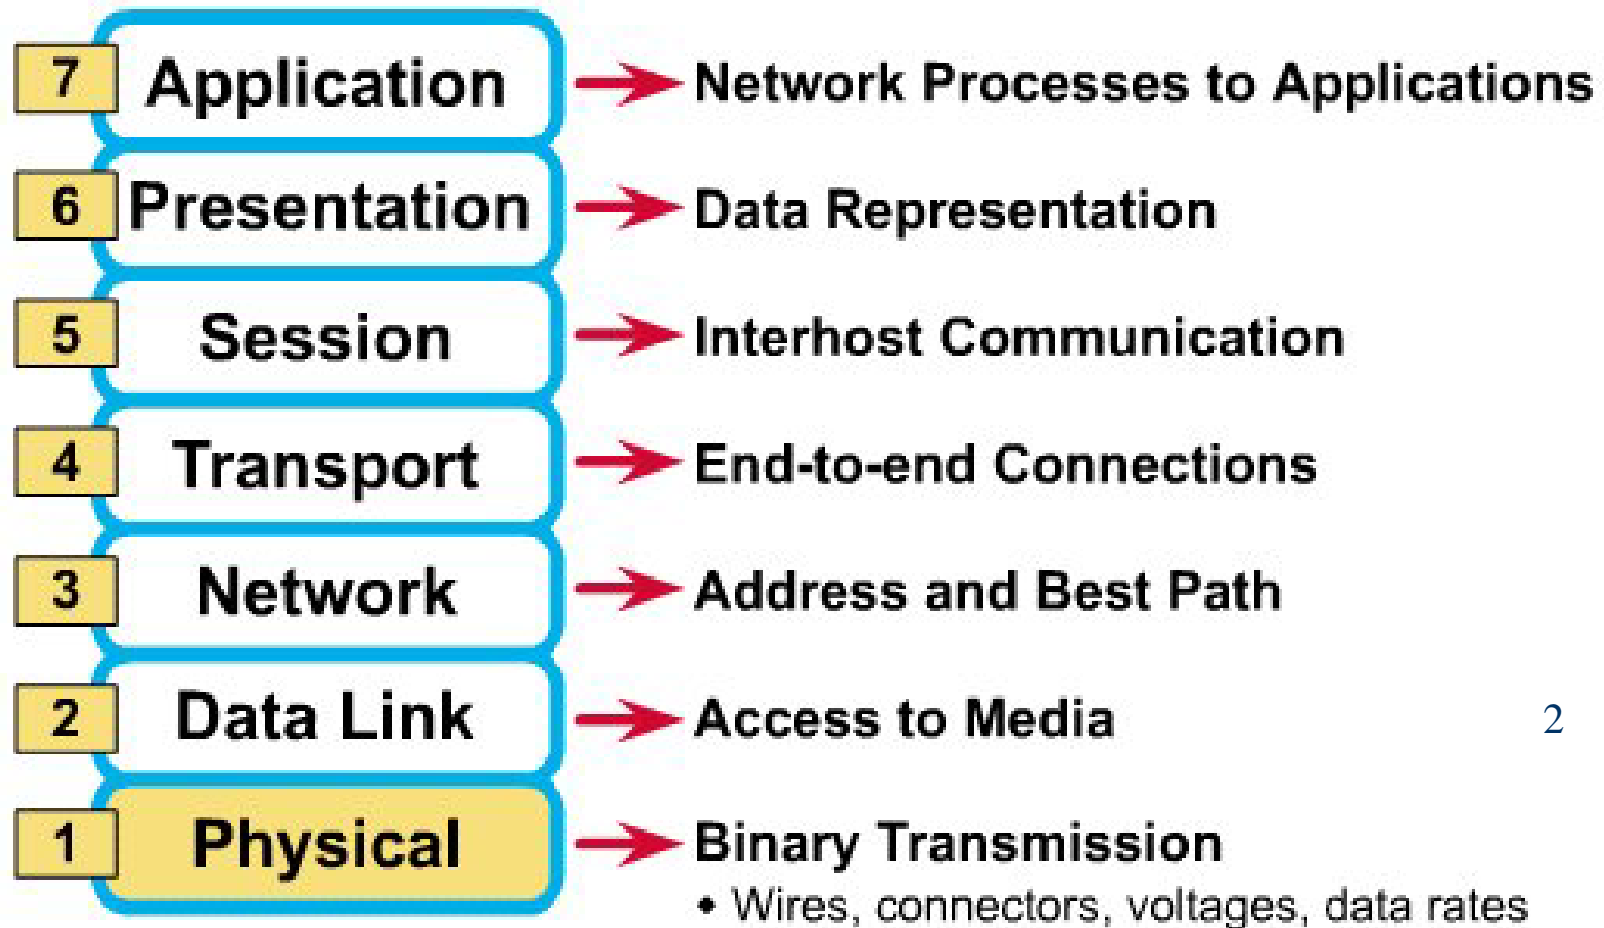 7 Application Network Processes to Applications
6 Presentation Data Representation
5 Session Interhost Communication
4 Transport End-to-end Connections
3 Network Address and Best Path
2 Data Link Access to Media 2
1 Physical Binary Transmission
• Wires, connectors, voltages, data rates